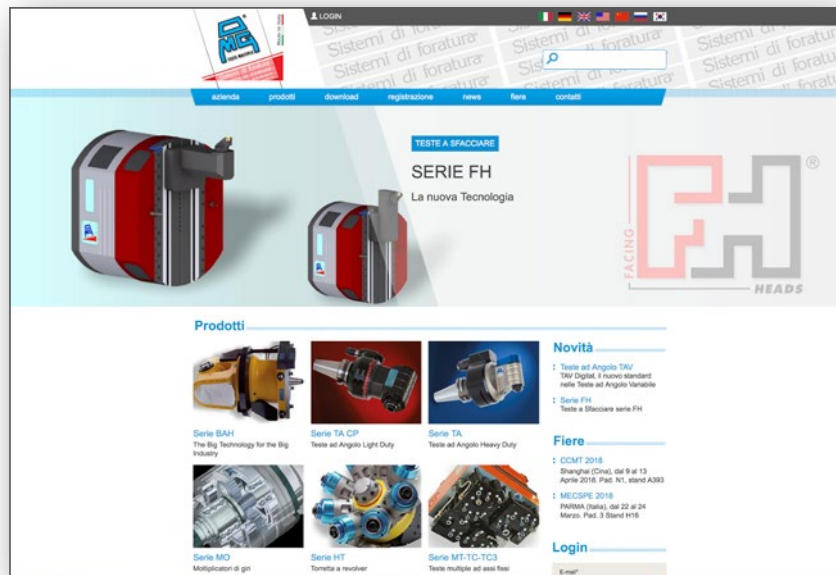 LOGIN
OMG
Sistemi di foratura
azienda prodotti download registrazione news fiere contatti
TESTE A SFACCIARE
SERIE FH
La nuova Tecnologia
FACING
FH
®
HEADS
Prodotti
Serie BAH
The Big Technology for the Big
Industry
Serie TA CP
Teste ad Angolo Light Duty
Serie TA
Teste ad Angolo Heavy Duty
Serie MO
Moltiplicatori di giri
Serie HT
Torretta a revolver
Serie MT-TC-TC3
Teste multiple ad assi fissi
Novità
Teste ad Angolo TAV
TAV Digital, il nuovo standard
nelle Teste ad Angolo Variabile
Serie FH
Teste a Sfacciare serie FH
Fiere
CCMT 2018
Shanghai (Cina), dal 9 al 13
Aprile 2018. Pad. N1, stand A393
MECSPE 2018
PARMA (Italia), dal 22 al 24
Marzo. Pad. 3 Stand H16
Login
E-mail*